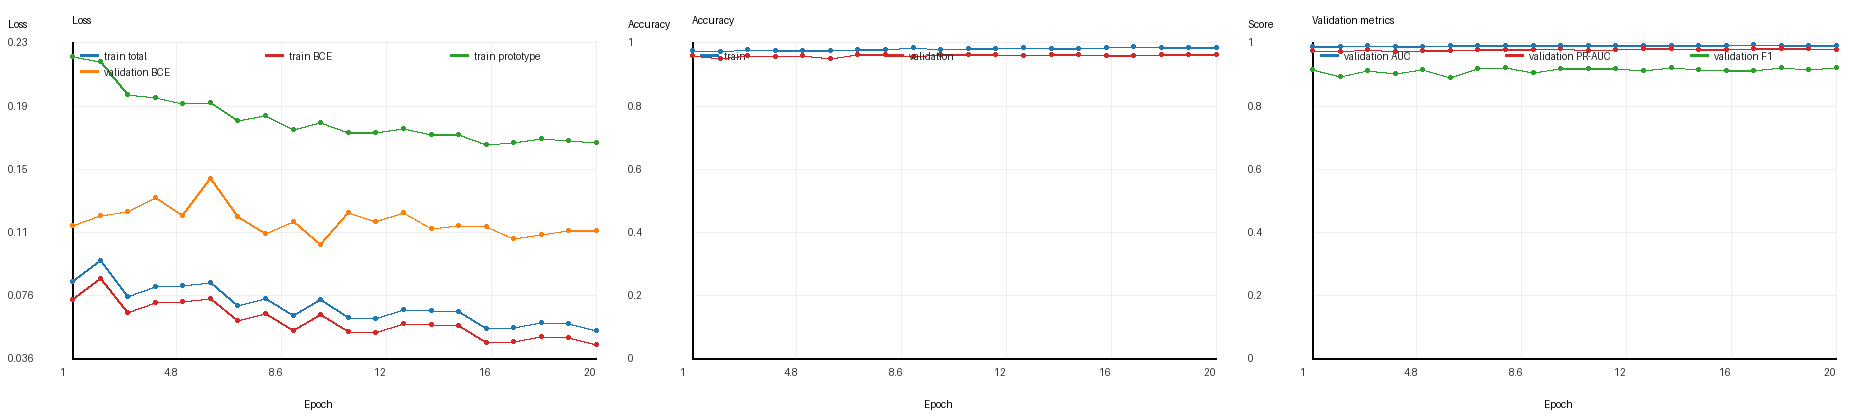 Loss
Loss
0.23
train total
train BCE
train prototype
validation BCE
0.19
0.15
0.11
0.076
0.036
1
4.8
8.6
12
16
20
Epoch
Accuracy
Accuracy
1
train
validation
0.8
0.6
0.4
0.2
0
1
4.8
8.6
12
16
20
Epoch
Score
Validation metrics
1
validation AUC
validation PR-AUC
validation F1
0.8
0.6
0.4
0.2
0
1
4.8
8.6
12
16
20
Epoch